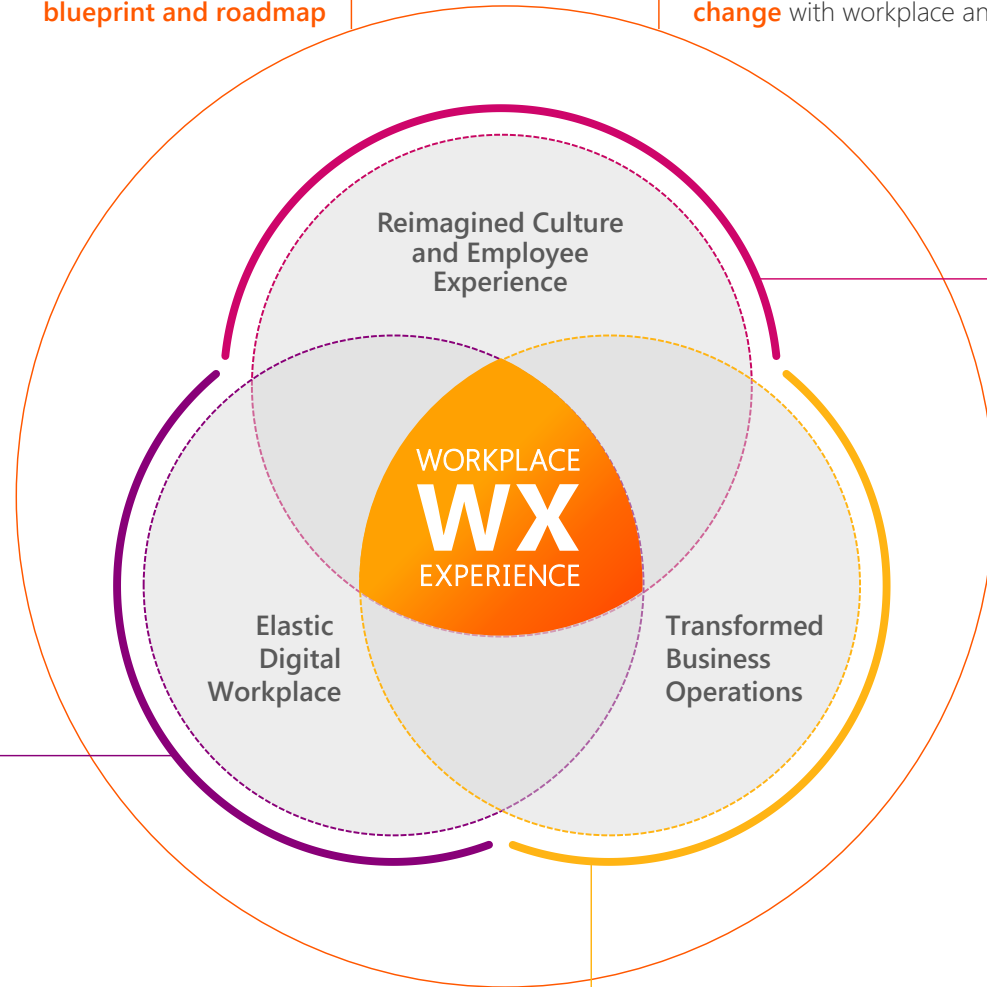 blueprint and roadmap
change with workplace an
Reimagined Culture
and Employee
Experience
WORKPLACE
WX
EXPERIENCE
Elastic
Digital
Workplace
Transformed
Business
Operations